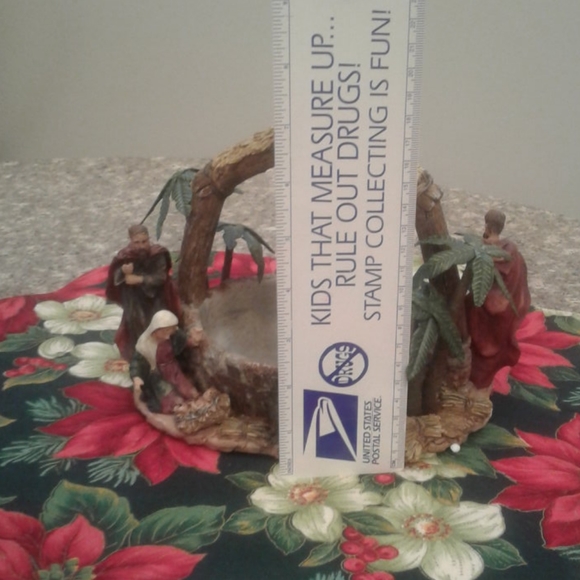 KIDS THAT MEASURE UP...
RULE OUT DRUGS!
STAMP COLLECTING IS FUN!
DRUGS
UNITED STATES
POSTAL SERVICE